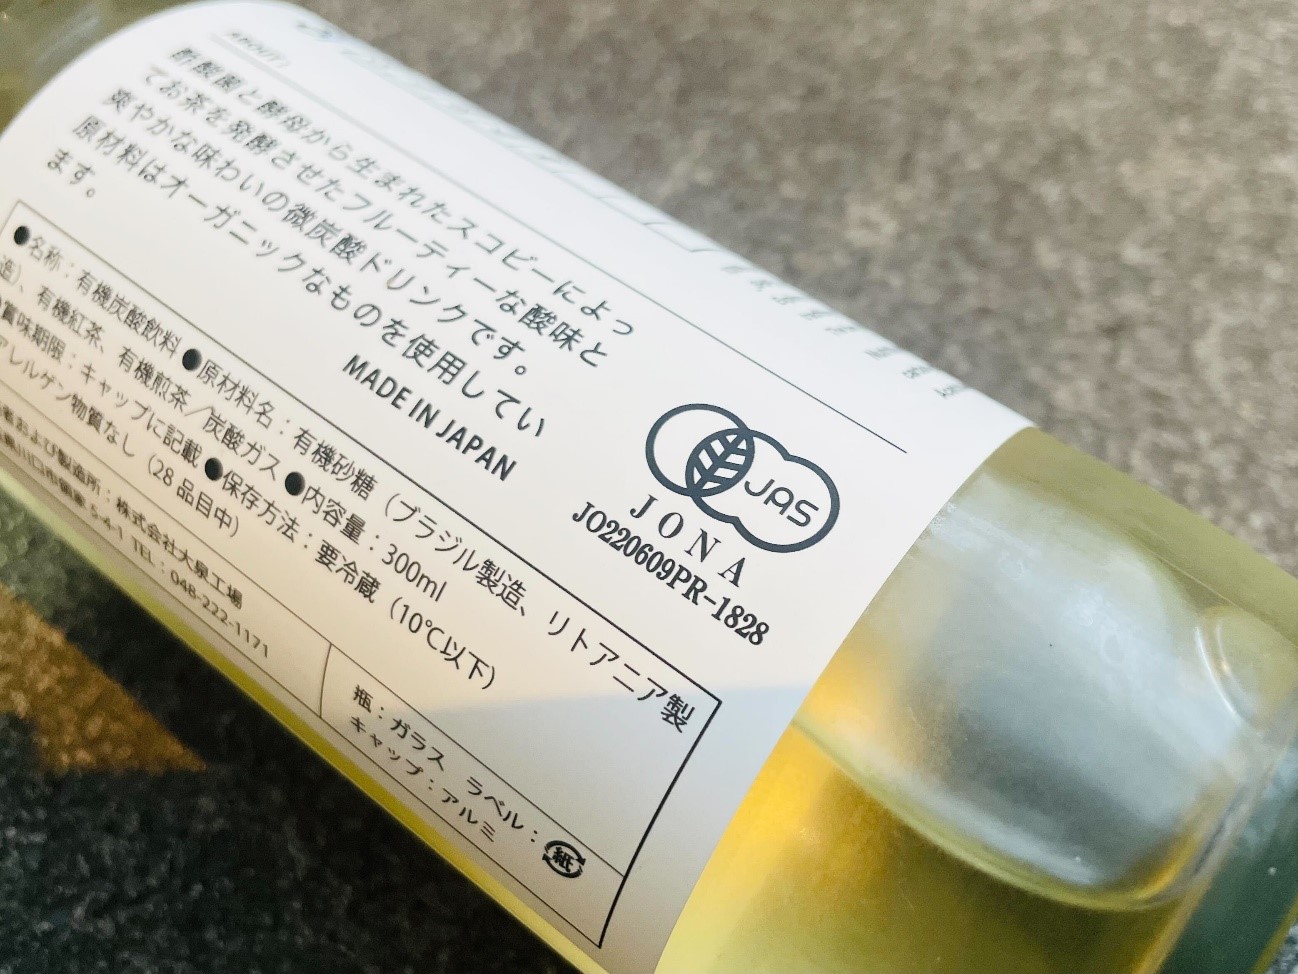 ABOUT:
酢酸菌と酵母から生まれたスコビーによっ
てお茶を発酵させたフルーティーな酸味と
爽やかな味わいの微炭酸ドリンクです。
原材料はオーガニックなものを使用してい
ます。
MADE IN JAPAN
JAS
JONA
JO220609PR-1828
●名称：有機炭酸飲料 ●原材料名：有機砂糖（ブラジル製造、リトアニア製
造）、有機紅茶、有機煎茶／炭酸ガス ●内容量：300ml
賞味期限：キャップに記載 ●保存方法：要冷蔵（10℃以下）
アレルゲン物質なし（28品目中）
および製造所：株式会社大泉工場
川口市領家 5-4-1 TEL：048-222-1171
瓶：ガラス ラベル：紙
キャップ：アルミ